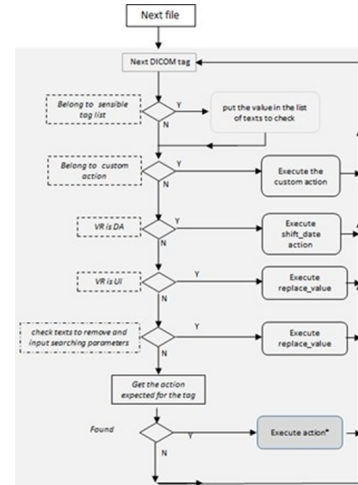 Next file
Next DICOM tag
Belong to sensible
tag list
Y
put the value in the list
of texts to check
N
Belong to custom
action
Y
Execute the
custom action
N
VR is DA
Y
Execute
shift_date
action
N
VR is UI
Y
Execute
replace_value
N
check texts to remove and
input searching parameters
Y
Execute
replace_value
N
Get the action
expected for the tag
Found
Y
Execute action*
N